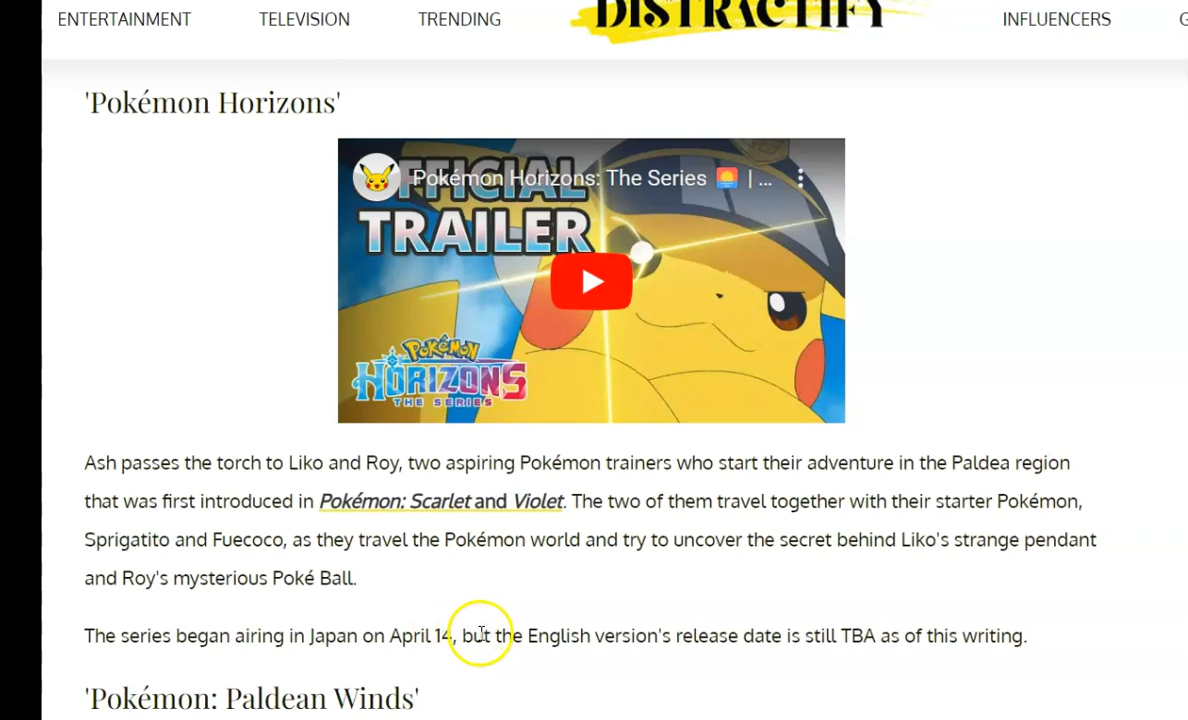 ENTERTAINMENT TELEVISION TRENDING DISTRACTIFY INFLUENCERS G
'Pokémon Horizons'
Pokémon Horizons: The Series 🌅 | ...
OFFICIAL
TRAILER
POKéMON
HORIZONS
THE SERIES
Ash passes the torch to Liko and Roy, two aspiring Pokémon trainers who start their adventure in the Paldea region
that was first introduced in Pokémon: Scarlet and Violet. The two of them travel together with their starter Pokémon,
Sprigatito and Fuecoco, as they travel the Pokémon world and try to uncover the secret behind Liko's strange pendant
and Roy's mysterious Poké Ball.
The series began airing in Japan on April 14, but the English version's release date is still TBA as of this writing.
'Pokémon: Paldean Winds'